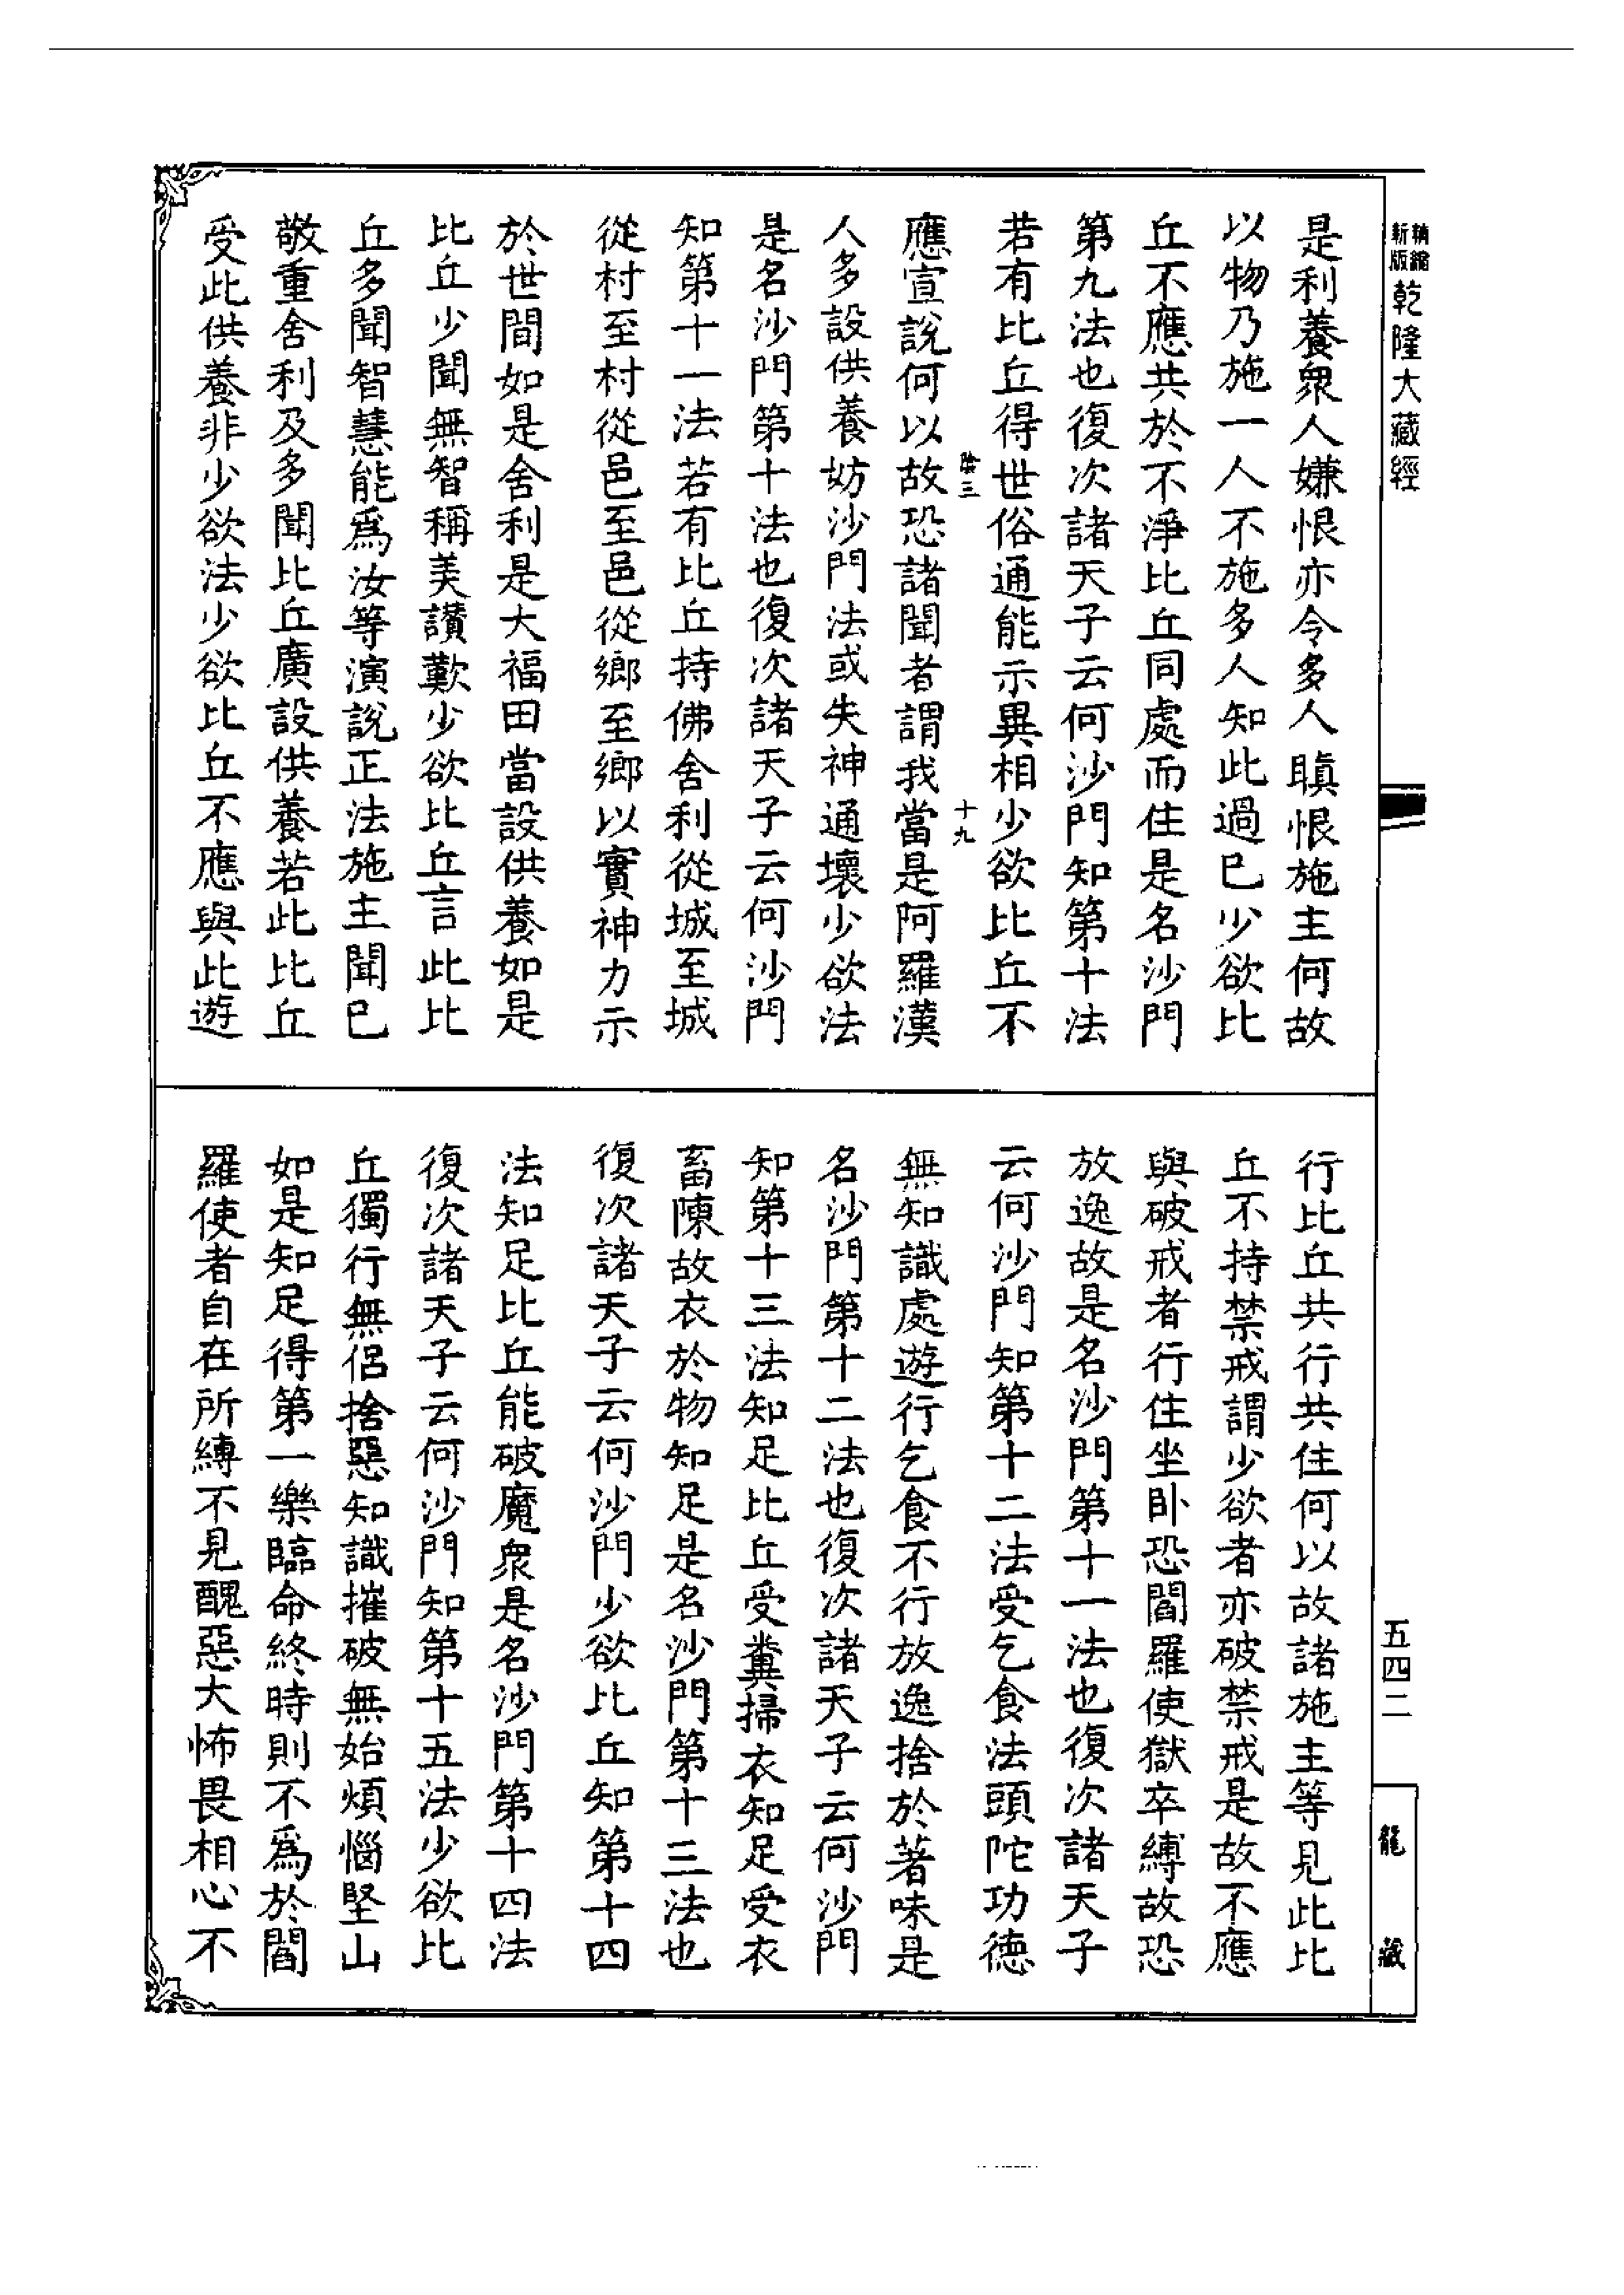 精縮
新版
乾隆大藏經
是利養衆人嫌恨亦令多人瞋恨施主何故
以物乃施一人不施多人知此過已少欲比
丘不應共於不淨比丘同處而住是名沙門
第九法也復次諸天子云何沙門知第十法
若有比丘得世俗通能示異相少欲比丘不
十九
應宣說何以故恐諸聞者謂我當是阿羅漢
人多設供養妨沙門法或失神通壞少欲法
是名沙門第十法也復次諸天子云何沙門
知第十一法若有比丘持佛舍利從城至城
從村至村從邑至邑從鄉至鄉以實神力示
於世間如是舍利是大福田當設供養如是
比丘少聞無智稱美讚歎少欲比丘言此比
丘多聞智慧能爲汝等演說正法施主聞已
敬重舍利及多聞比丘廣設供養若此比丘
受此供養非少欲法少欲比丘不應與此遊
行比丘共行共住何以故諸施主等見此比
丘不持禁戒謂少欲者亦破禁戒是故不應
與破戒者行住坐卧恐閻羅使獄卒縛故恐
放逸故是名沙門第十一法也復次諸天子
云何沙門知第十二法受乞食法頭陀功德
無知識處遊行乞食不行放逸捨於著味是
名沙門第十二法也復次諸天子云何沙門
知第十三法知足比丘受糞掃衣知足受衣
畜陳故衣於物知足是名沙門第十三法也
復次諸天子云何沙門少欲比丘知第十四
法知足比丘能破魔衆是名沙門第十四法
復次諸天子云何沙門知第十五法少欲比
丘獨行無侶捨惡知識摧破無始煩惱堅山
如是知足得第一樂臨命終時則不爲於閻
羅使者自在所縛不見醜惡大怖畏相心不
五四二
龍藏